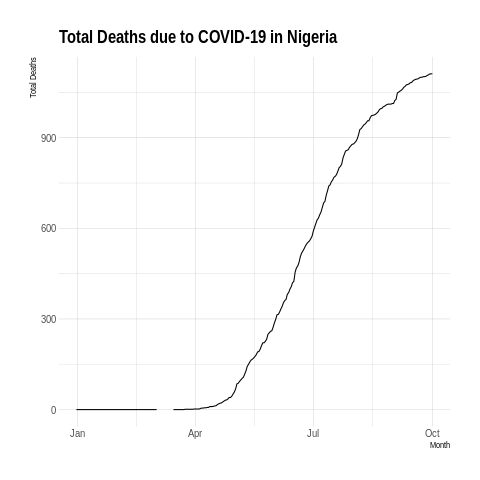 Total Deaths due to COVID-19 in Nigeria
Total Deaths
900
600
300
0
Jan Apr Jul Oct
Month